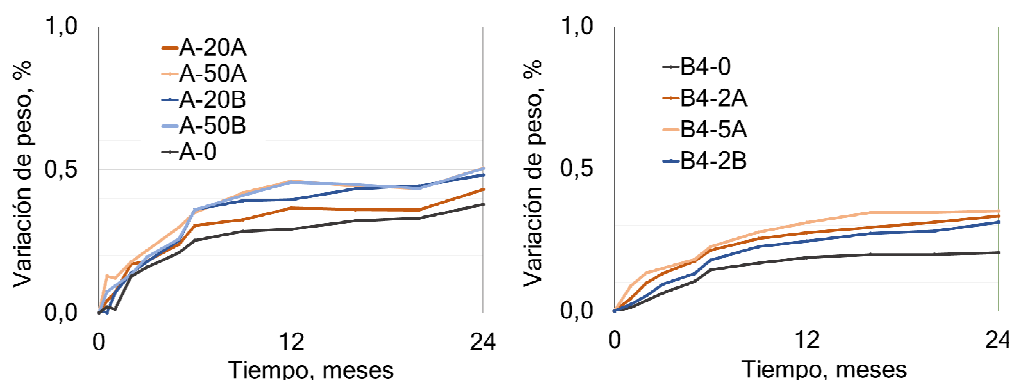 Variación de peso, %
1,0
0,5
0,0
A-20A
A-50A
A-20B
A-50B
A-0
0
12
24
Tiempo, meses
Variación de peso, %
1,0
0,5
0,0
B4-0
B4-2A
B4-5A
B4-2B
0
12
24
Tiempo, meses